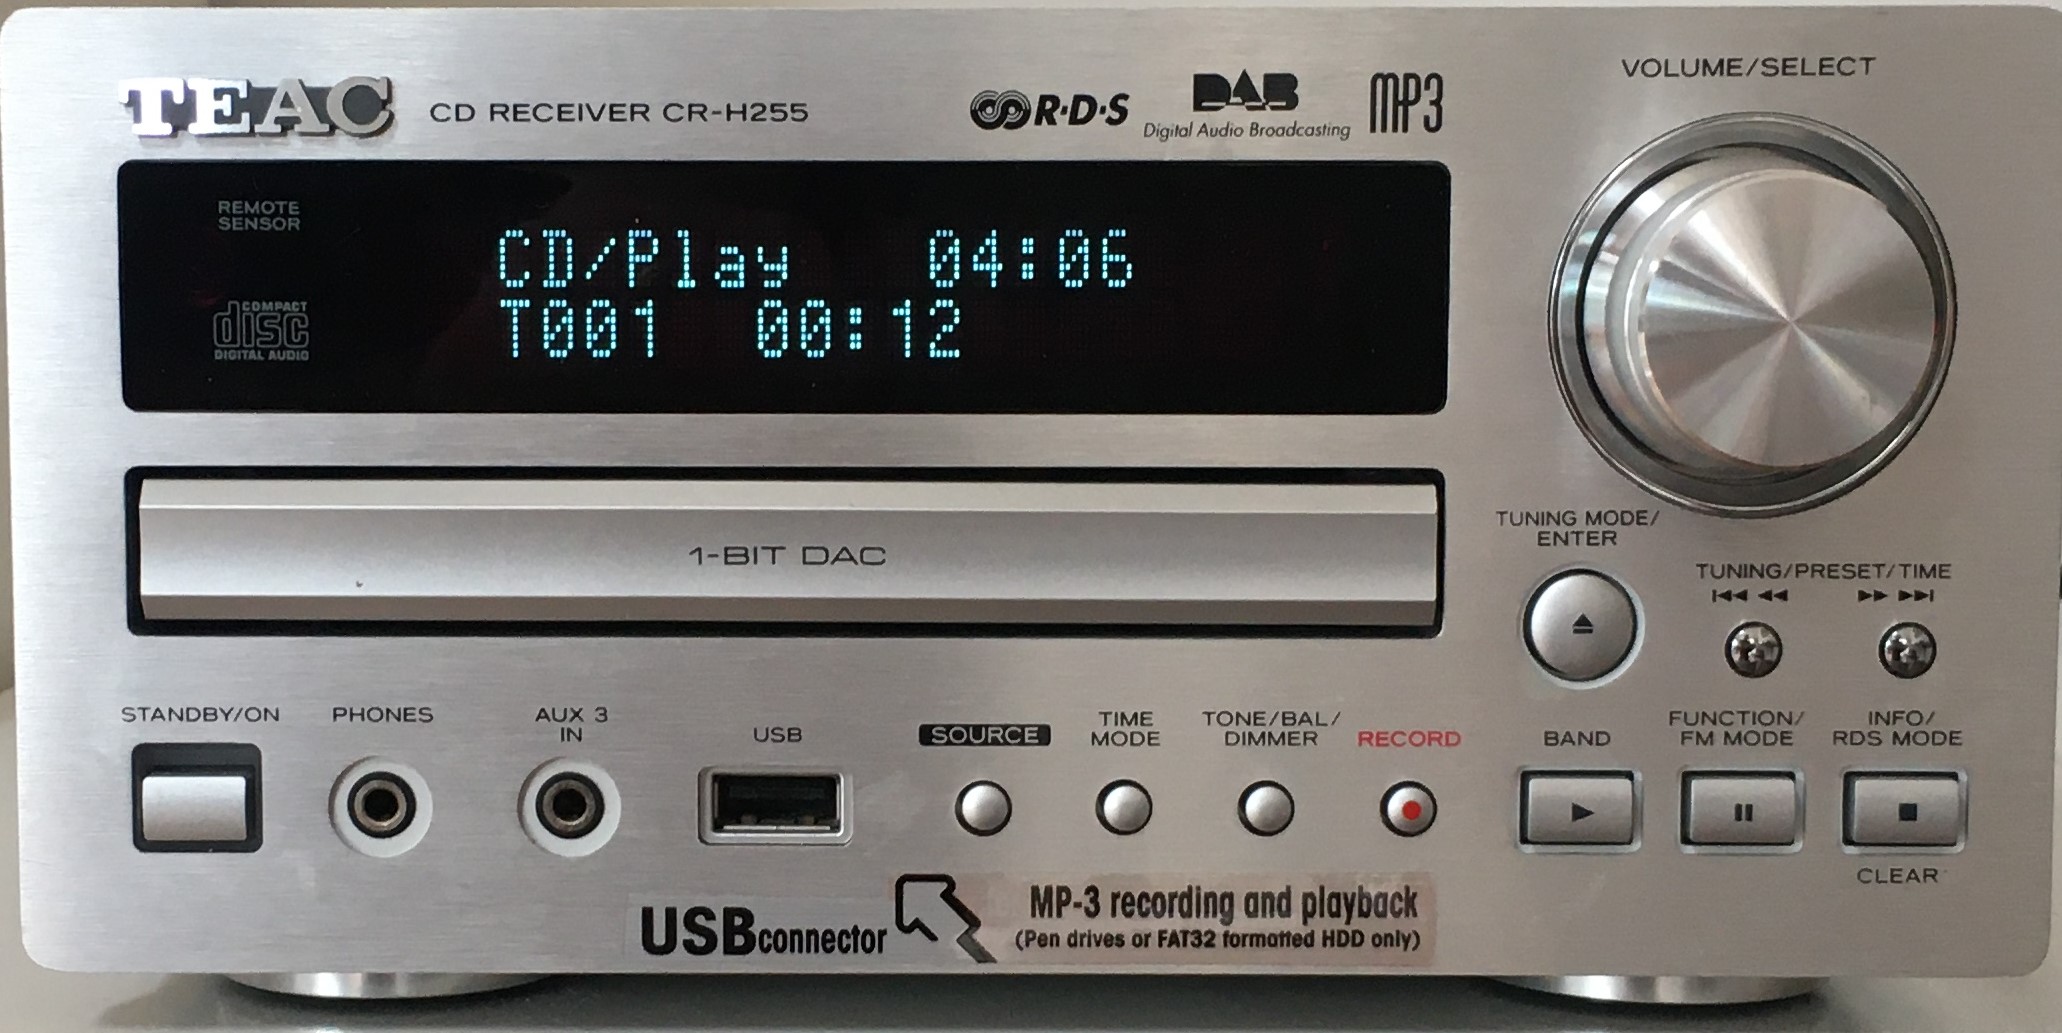 TEAC CD RECEIVER CR-H255
R·D·S
DAB
Digital Audio Broadcasting
MP3
VOLUME/SELECT
REMOTE
SENSOR
CD/Play 04:06
T001 00:12
COMPACT
disc
DIGITAL AUDIO
1-BIT DAC
TUNING MODE/
ENTER
TUNING/PRESET/TIME
STANDBY/ON
PHONES
AUX 3
IN
USB
SOURCE
TIME
MODE
TONE/BAL/
DIMMER
RECORD
BAND
FUNCTION/
FM MODE
INFO/
RDS MODE
CLEAR
USB connector
MP-3 recording and playback
(Pen drives or FAT32 formatted HDD only)